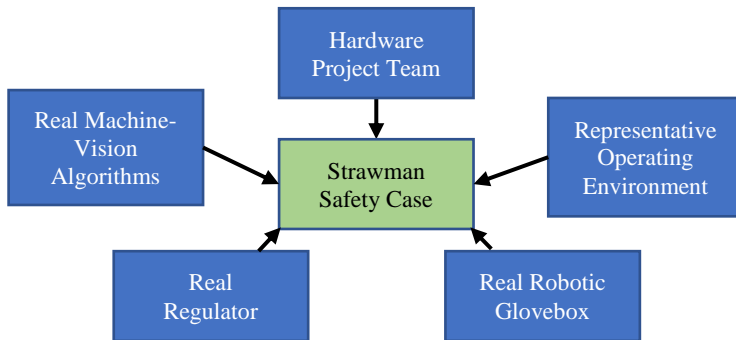 Hardware
Project Team
Real Machine-
Vision
Algorithms
Representative
Operating
Environment
Strawman
Safety Case
Real
Regulator
Real Robotic
Glovebox